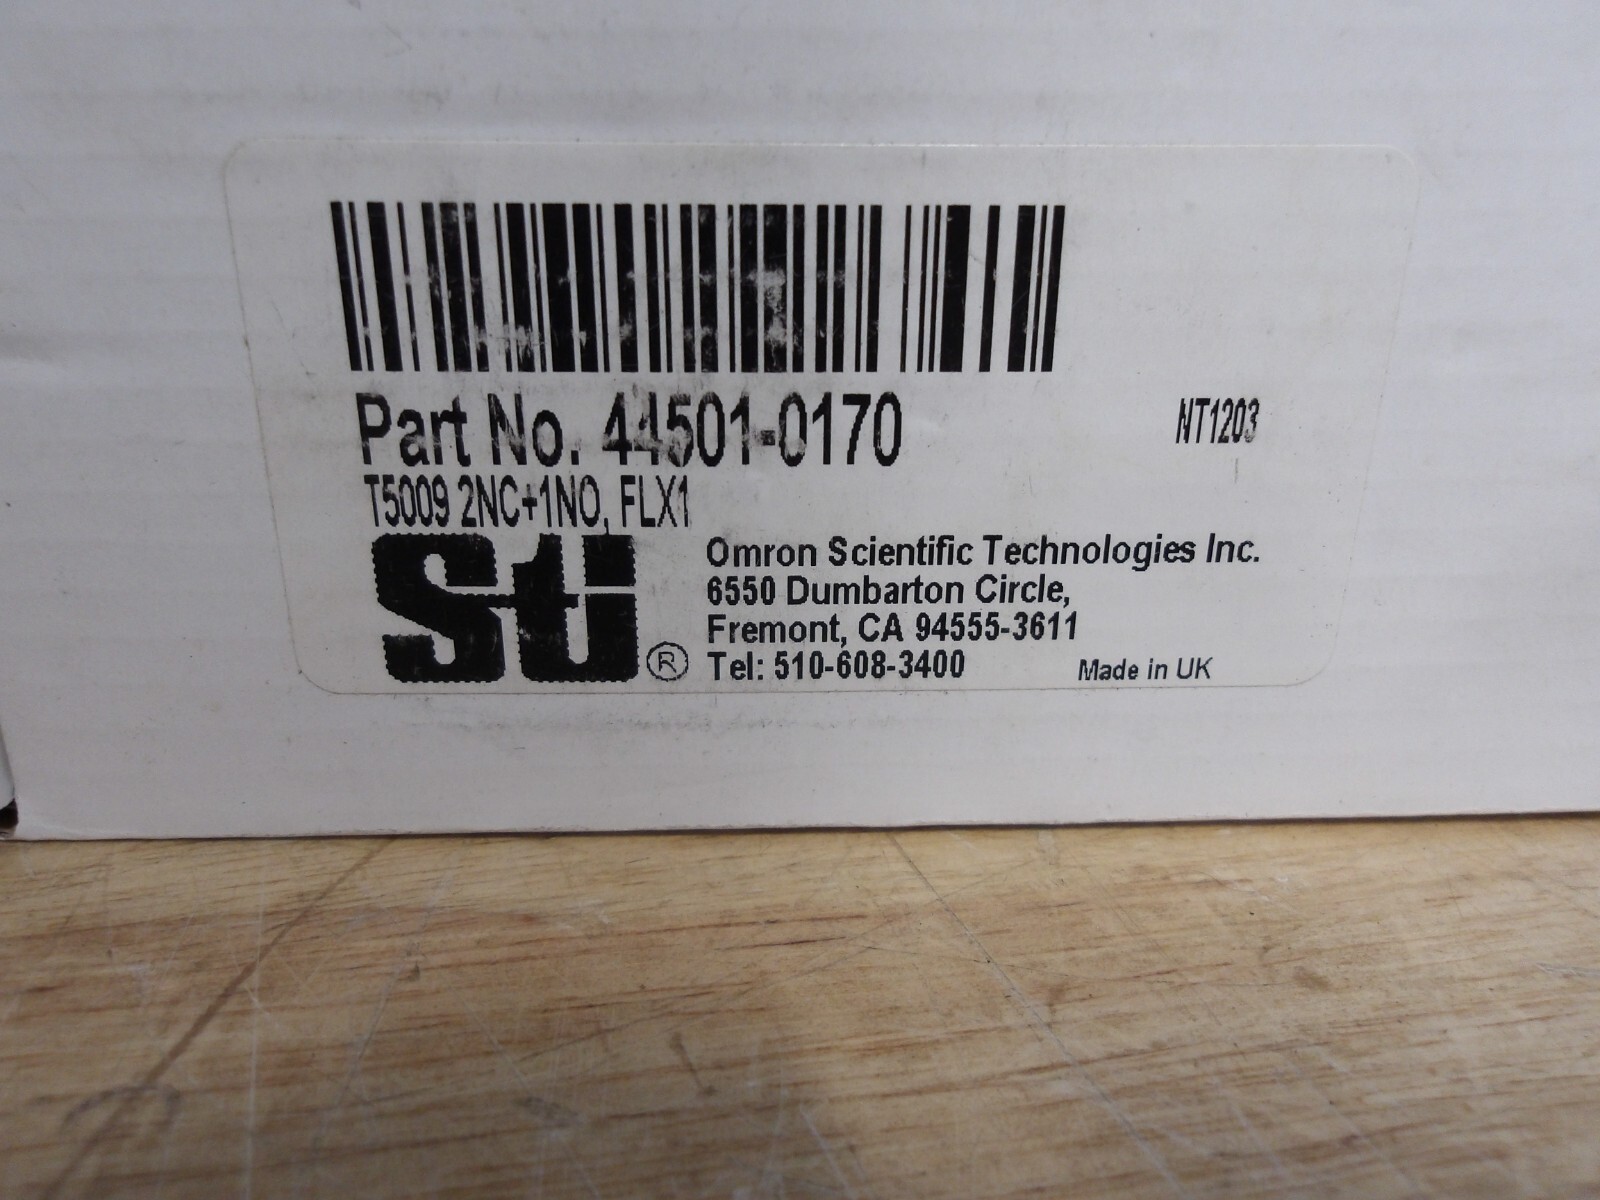 Part No. 44501-0170
NT1203
T5009 2NC+1NO, FLX1
sti®
Omron Scientific Technologies Inc.
6550 Dumbarton Circle,
Fremont, CA 94555-3611
Tel: 510-608-3400
Made in UK